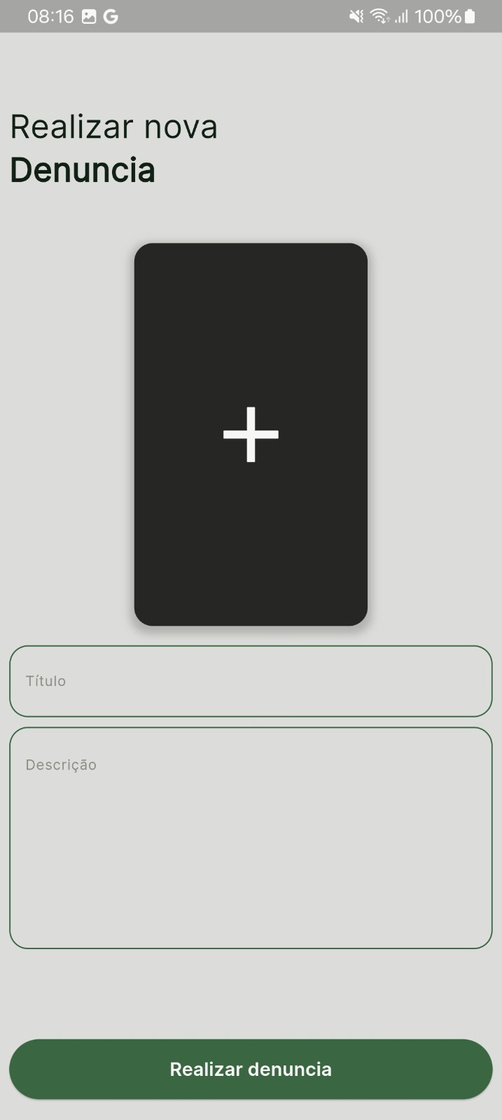 08:16 G 100%
Realizar nova
Denuncia
Título
Descrição
Realizar denuncia